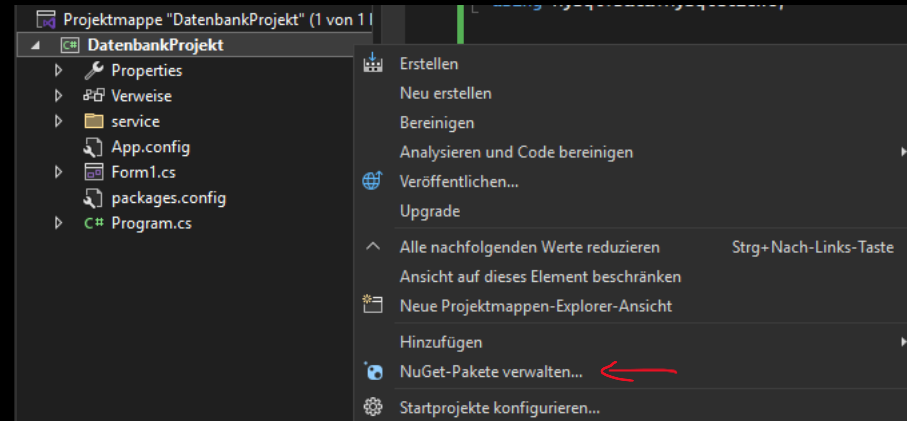 Projektmappe "DatenbankProjekt" (1 von 1
DatenbankProjekt
Properties
Verweise
service
App.config
Form1.cs
packages.config
C# Program.cs
Erstellen
Neu erstellen
Bereinigen
Analysieren und Code bereinigen
Veröffentlichen...
Upgrade
Alle nachfolgenden Werte reduzieren Strg+Nach-Links-Taste
Ansicht auf dieses Element beschränken
Neue Projektmappen-Explorer-Ansicht
Hinzufügen
NuGet-Pakete verwalten...
Startprojekte konfigurieren...